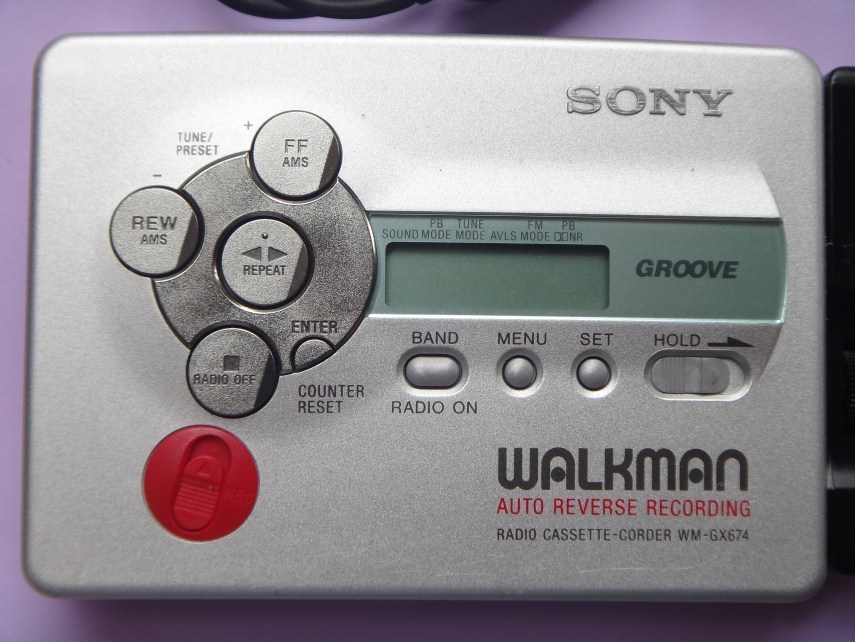 SONY
+
TUNE/
PRESET
FF
AMS
-
REW
AMS
REPEAT
ENTER
RADIO OFF
COUNTER
RESET
PB TUNE FM PB
SOUND MODE MODE AVLS MODE NR
GROOVE
BAND MENU SET HOLD
RADIO ON
REC
WALKMAN
AUTO REVERSE RECORDING
RADIO CASSETTE-CORDER WM-GX674